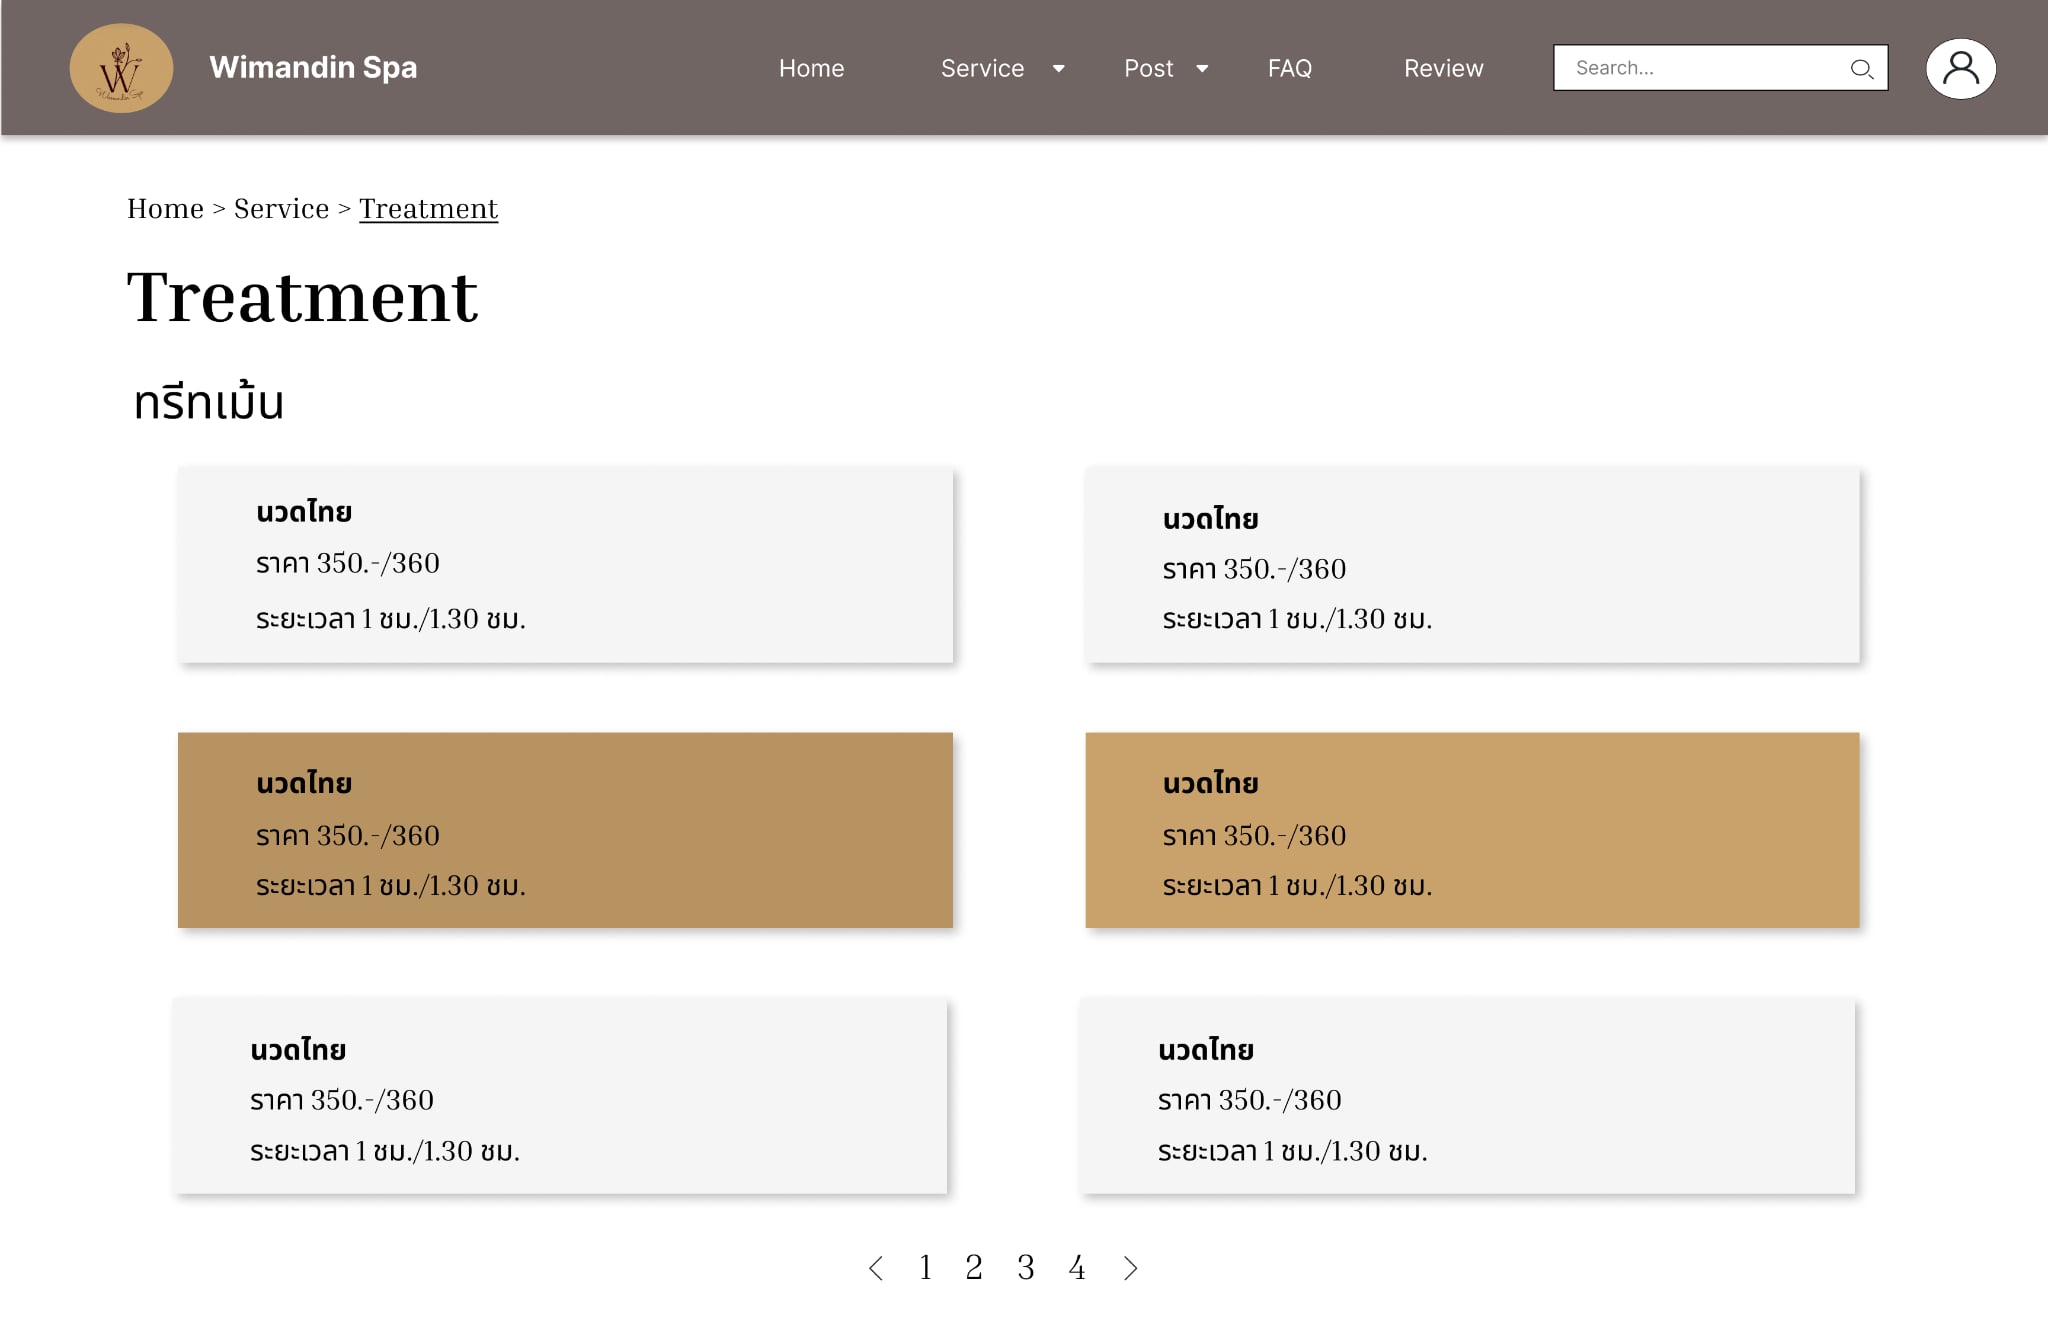 Wimandin Spa
Home Service Post FAQ Review Search...
Home > Service > Treatment
Treatment
ทรีทเม้น
นวดไทย
ราคา 350.-/360
ระยะเวลา 1 ชม./1.30 ชม.
นวดไทย
ราคา 350.-/360
ระยะเวลา 1 ชม./1.30 ชม.
นวดไทย
ราคา 350.-/360
ระยะเวลา 1 ชม./1.30 ชม.
นวดไทย
ราคา 350.-/360
ระยะเวลา 1 ชม./1.30 ชม.
นวดไทย
ราคา 350.-/360
ระยะเวลา 1 ชม./1.30 ชม.
นวดไทย
ราคา 350.-/360
ระยะเวลา 1 ชม./1.30 ชม.
1 2 3 4